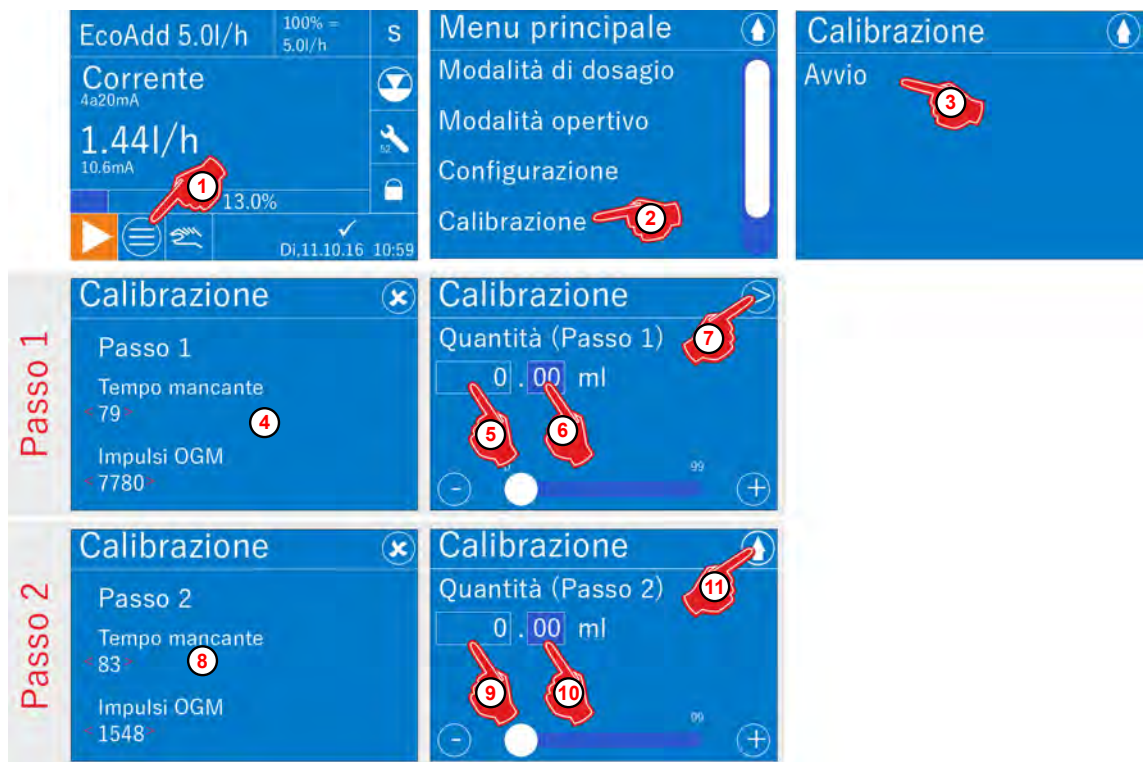 EcoAdd 5.0l/h
100% =
5.0l/h
S
Corrente
4a20mA
1.44l/h
10.6mA
52
13.0%
Di,11.10.16 10:59
1
Menu principale
Modalità di dosagio
Modalità opertivo
Configurazione
Calibrazione
2
Calibrazione
Avvio
3
Passo 1
Calibrazione
Passo 1
Tempo mancante
<79>
Impulsi OGM
<7780>
4
Calibrazione
>
Quantità (Passo 1)
7
0 . 00 ml
5
6
99
- +
Passo 2
Calibrazione
Passo 2
Tempo mancante
<83>
8
Impulsi OGM
<1548>
Calibrazione
Quantità (Passo 2)
11
0 . 00 ml
9
10
99
- +